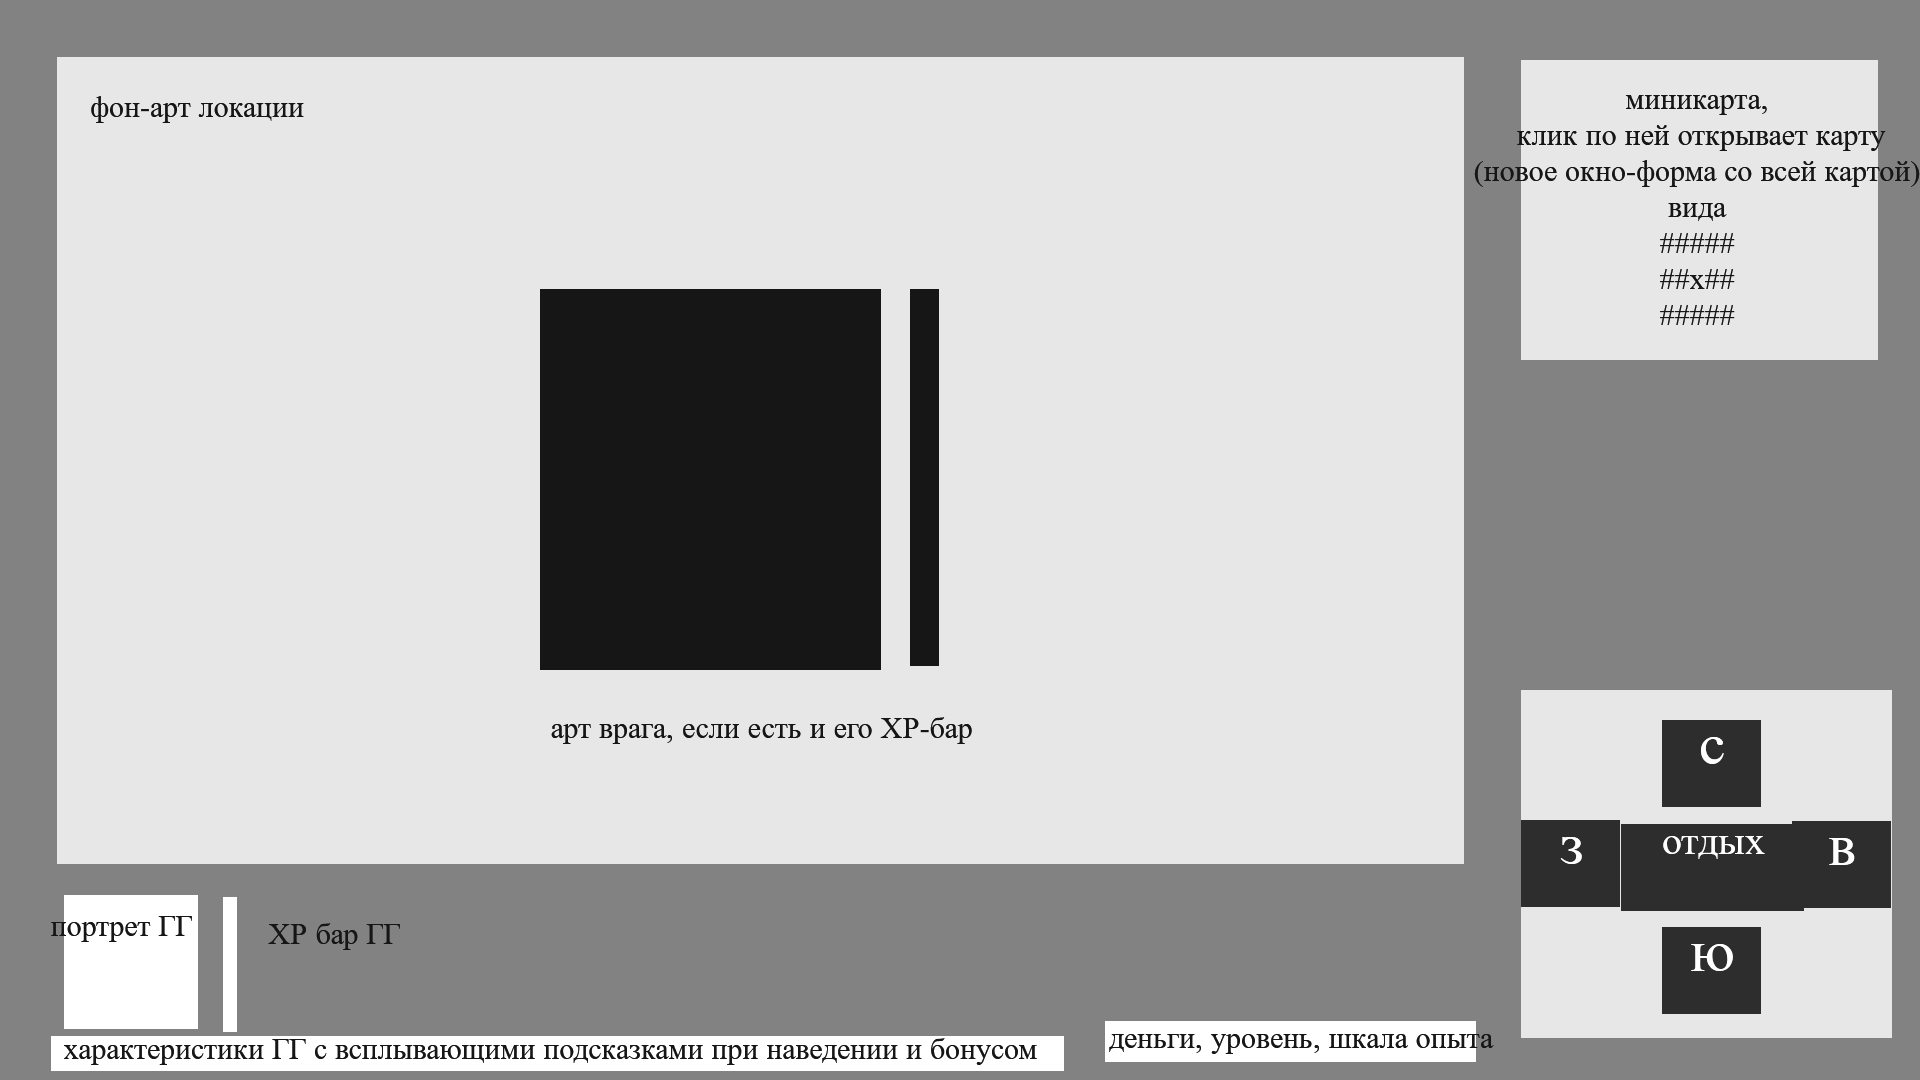 фон-арт локации
миникарта,
клик по ней открывает карту
(новое окно-форма со всей картой)
вида
#####
##х##
#####
арт врага, если есть и его ХР-бар
С
З
отдых
В
Ю
портрет ГГ
ХР бар ГГ
характеристики ГГ с всплывающими подсказками при наведении и бонусом
деньги, уровень, шкала опыта